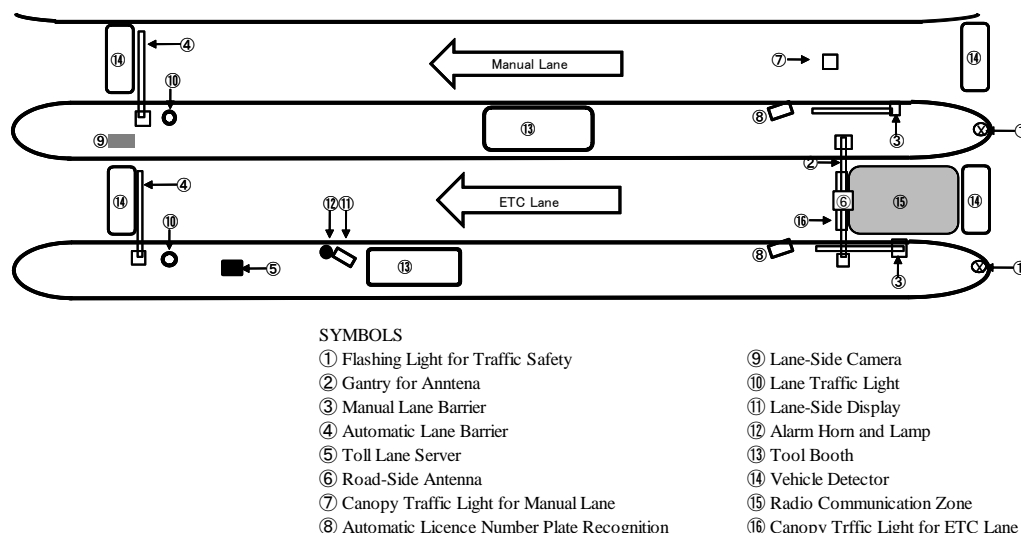 ④
⑭
⑭
⑩
Manual Lane
⑦
⑧
⑨
⑬
③
①
②
④
⑭
⑩
ETC Lane
⑥
⑮
⑭
⑫⑪
⑯
⑤
⑬
⑧
③
①
SYMBOLS
① Flashing Light for Traffic Safety
② Gantry for Anntena
③ Manual Lane Barrier
④ Automatic Lane Barrier
⑤ Toll Lane Server
⑥ Road-Side Antenna
⑦ Canopy Traffic Light for Manual Lane
⑧ Automatic Licence Number Plate Recognition
⑨ Lane-Side Camera
⑩ Lane Traffic Light
⑪ Lane-Side Display
⑫ Alarm Horn and Lamp
⑬ Tool Booth
⑭ Vehicle Detector
⑮ Radio Communication Zone
⑯ Canopy Trffic Light for ETC Lane